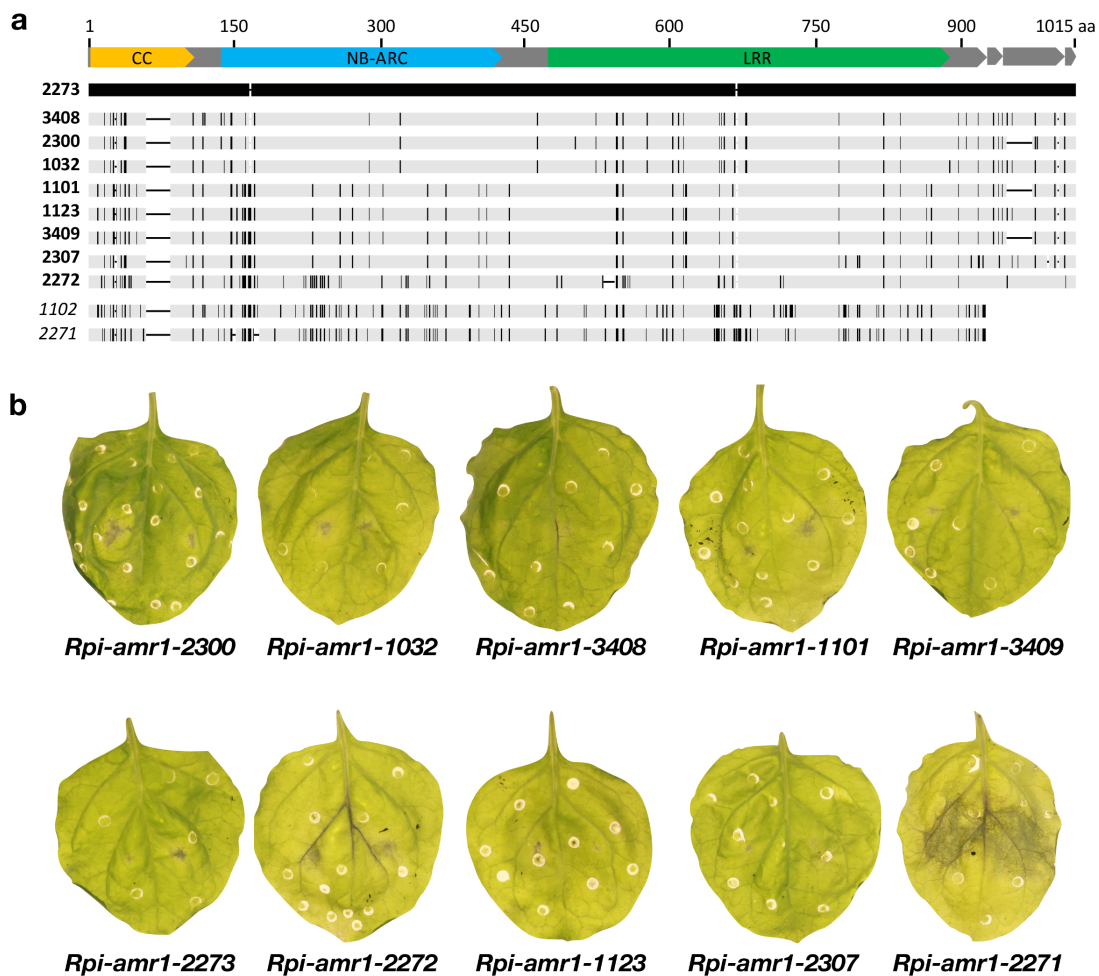 a
1 150 300 450 600 750 900 1015 aa
CC NB-ARC LRR
2273
3408
2300
1032
1101
1123
3409
2307
2272
1102
2271
b
Rpi-amr1-2300 Rpi-amr1-1032 Rpi-amr1-3408 Rpi-amr1-1101 Rpi-amr1-3409
Rpi-amr1-2273 Rpi-amr1-2272 Rpi-amr1-1123 Rpi-amr1-2307 Rpi-amr1-2271